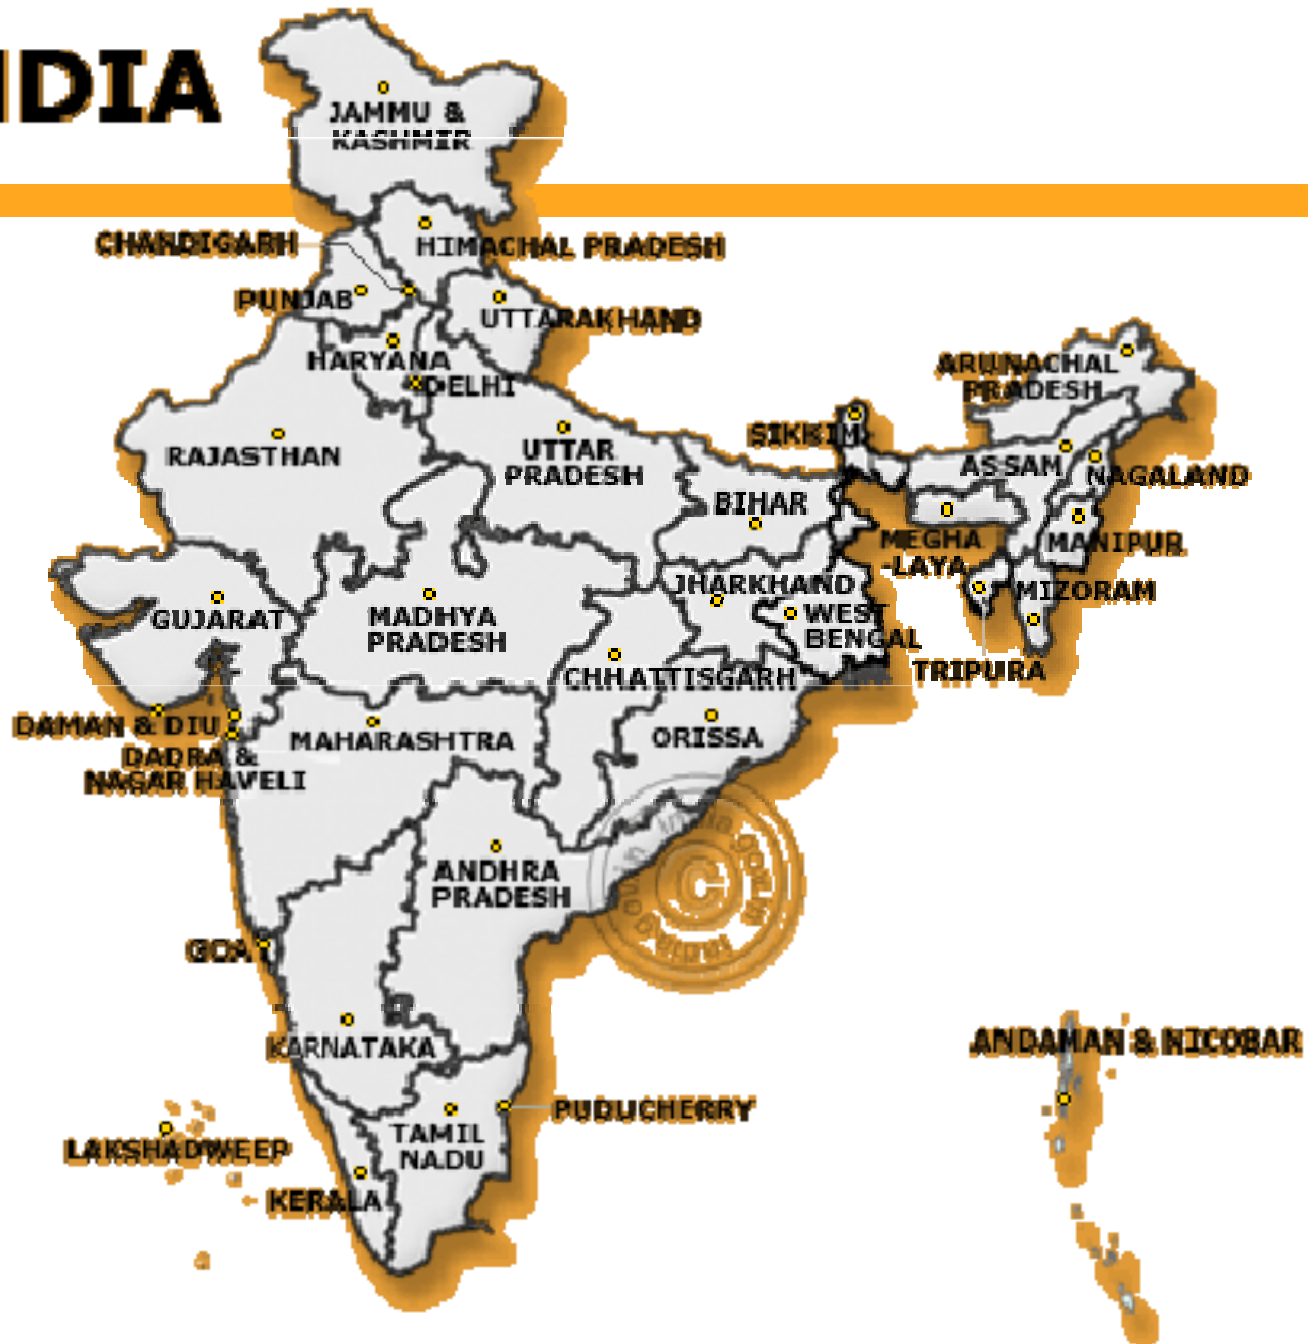 NDIA
JAMMU &
KASHMIR
CHANDIGARH
HIMACHAL PRADESH
PUNJAB
UTTARAKHAND
HARYANA
DELHI
ARUNACHAL
PRADESH
SIKKIM
RAJASTHAN
UTTAR
PRADESH
ASSAM
NAGALAND
BIHAR
MEGHA
-LAYA
MANIPUR
JHARKHAND
MIZORAM
GUJARAT
MADHYA
PRADESH
WEST
BENGAL
CHHATTISGARH
TRIPURA
DAMAN & DIU
MAHARASHTRA
ORISSA
DADRA &
NAGAR HAVELI
ANDHRA
PRADESH
GOA
KARNATAKA
ANDAMAN & NICOBAR
PUDUCHERRY
LAKSHADWEEP
TAMIL
NADU
KERALA